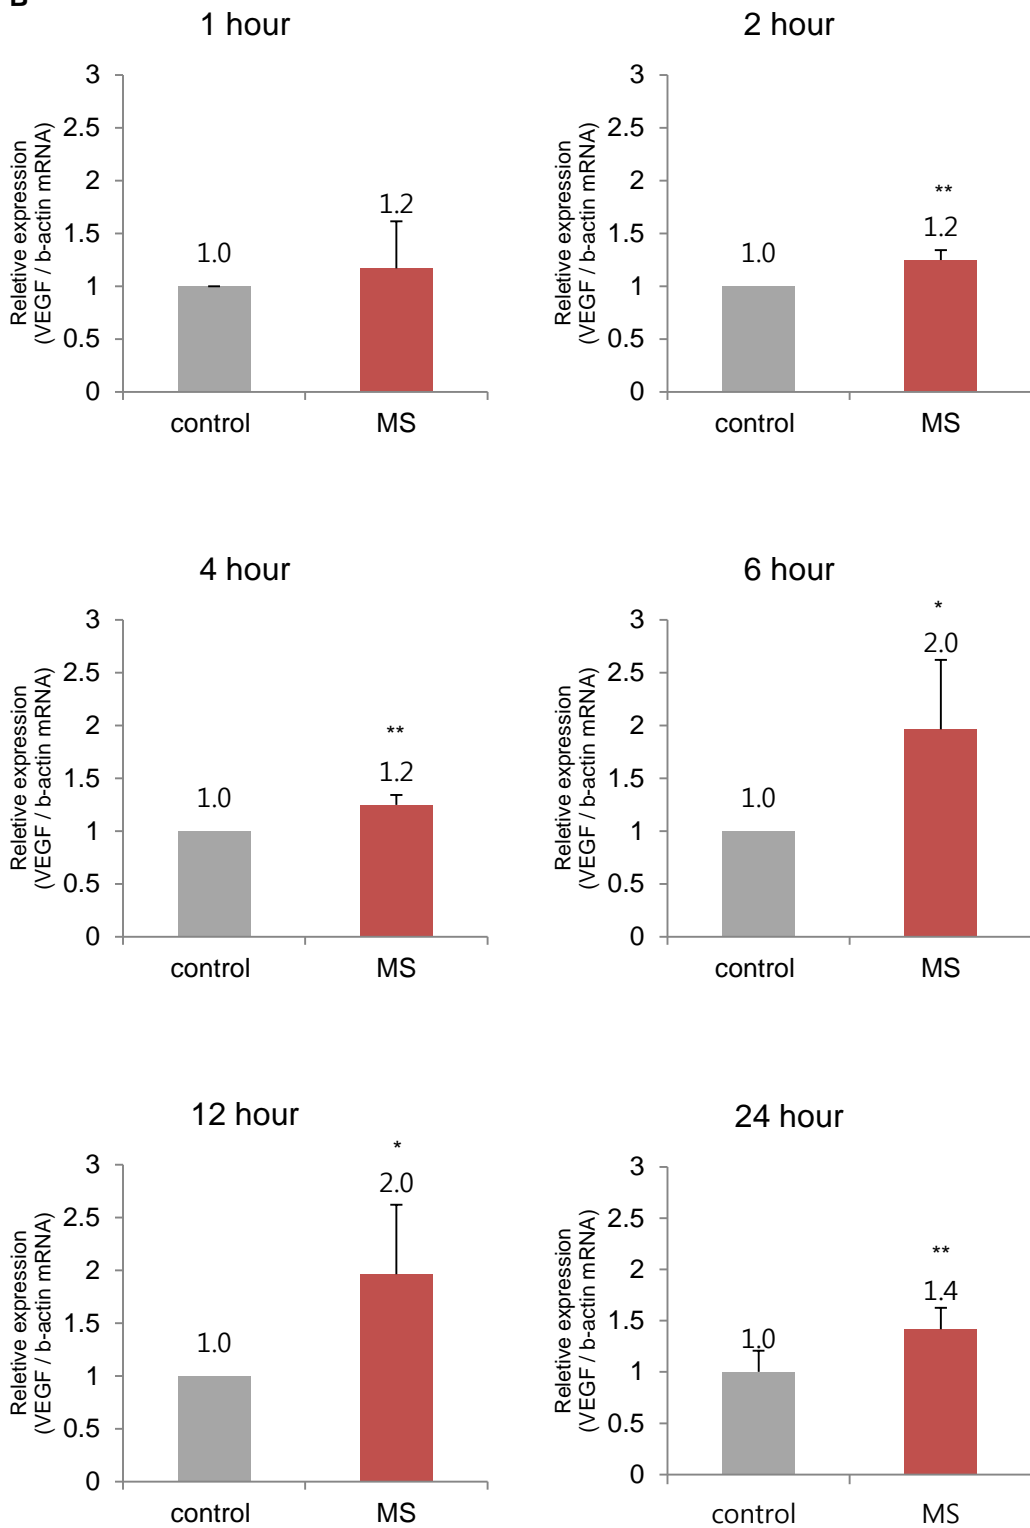 1 hour
Reletive expression
(VEGF / b-actin mRNA)
3
2.5
2
1.5
1
0.5
0
1.0
1.2
control MS
2 hour
Reletive expression
(VEGF / b-actin mRNA)
3
2.5
2
1.5
1
0.5
0
1.0
**
1.2
control MS
4 hour
Reletive expression
(VEGF / b-actin mRNA)
3
2.5
2
1.5
1
0.5
0
1.0
**
1.2
control MS
6 hour
Reletive expression
(VEGF / b-actin mRNA)
3
2.5
2
1.5
1
0.5
0
1.0
*
2.0
control MS
12 hour
Reletive expression
(VEGF / b-actin mRNA)
3
2.5
2
1.5
1
0.5
0
1.0
*
2.0
control MS
24 hour
Reletive expression
(VEGF / b-actin mRNA)
3
2.5
2
1.5
1
0.5
0
1.0
**
1.4
control MS